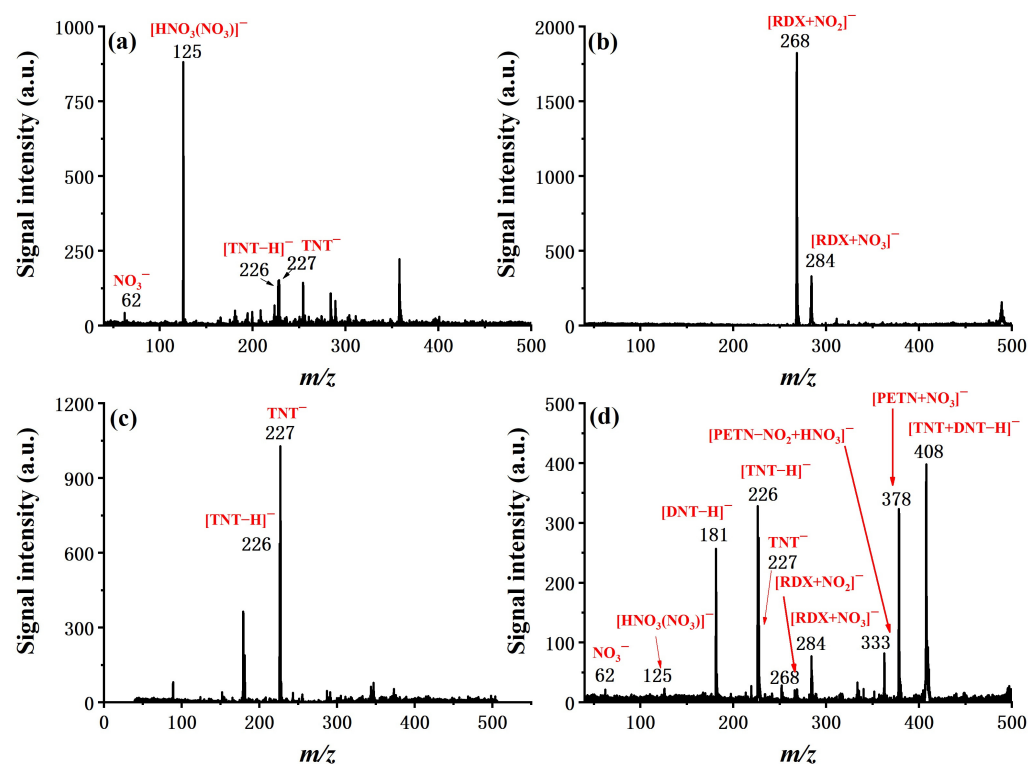 (a)
[HNO₃(NO₃)]⁻
125
[TNT−H]⁻
TNT⁻
226
227
NO₃⁻
62
1000
750
500
250
0
100
200
300
400
500
Signal intensity (a.u.)
m/z
(b)
[RDX+NO₂]⁻
268
[RDX+NO₃]⁻
284
2000
1500
1000
500
0
100
200
300
400
500
Signal intensity (a.u.)
m/z
(c)
TNT⁻
227
[TNT−H]⁻
226
1200
900
600
300
0
0
100
200
300
400
500
Signal intensity (a.u.)
m/z
(d)
[PETN+NO₃]⁻
[PETN−NO₂+HNO₃]⁻
[TNT+DNT−H]⁻
408
[TNT−H]⁻
226
378
[DNT−H]⁻
181
TNT⁻
227
[RDX+NO₂]⁻
[HNO₃(NO₃)]⁻
[RDX+NO₃]⁻
284
333
NO₃⁻
62
125
268
500
400
300
200
100
0
100
200
300
400
500
Signal intensity (a.u.)
m/z